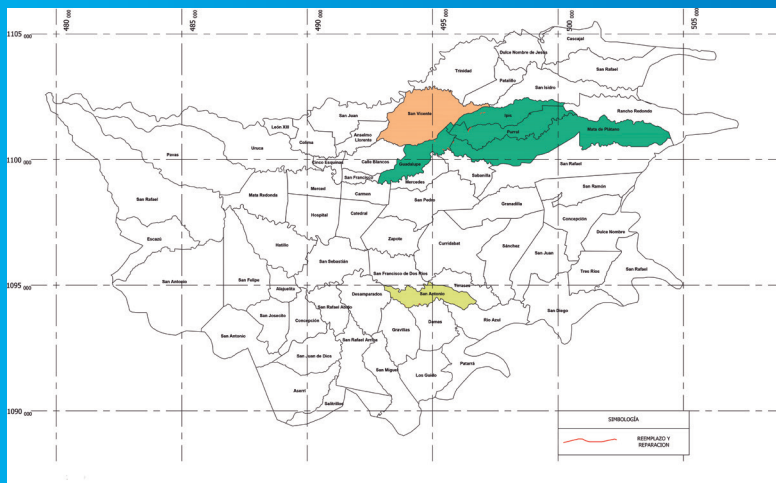 480 000
485 000
490 000
495 000
500 000
505 000
1105 000
Cascajal
Dulce Nombre de Jesús
San Rafael
Trinidad
Patalillo
San Isidro
San Juan
San Vicente
Ipís
Rancho Redondo
León XIII
Colima
Anselmo
Llorente
Purral
Mata de Plátano
1100 000
Uruca
Pavas
Cinco Esquinas
Calle Blancos
Guadalupe
San Rafael
San Francisco
Mercedes
Sabanilla
San Rafael
Mata Redonda
Merced
Carmen
San Pedro
San Ramón
Hospital
Catedral
Granadilla
Concepción
Dulce Nombre
Escazú
Hatillo
Zapote
Curridabat
Sánchez
San Juan
San Antonio
San Felipe
San Sebastián
San Francisco de Dos Ríos
Tres Ríos
San Rafael
1095 000
Alajuelita
Desamparados
San Antonio
Tirrases
San Josecito
San Rafael Abajo
Concepción
Gravilias
Damas
Río Azul
San Diego
San Antonio
San Rafael Arriba
San Juan de Dios
San Miguel
Los Guido
Patarrá
Aserrí
Salitrillos
1090 000
SIMBOLOGÍA
REEMPLAZO Y
REPARACION